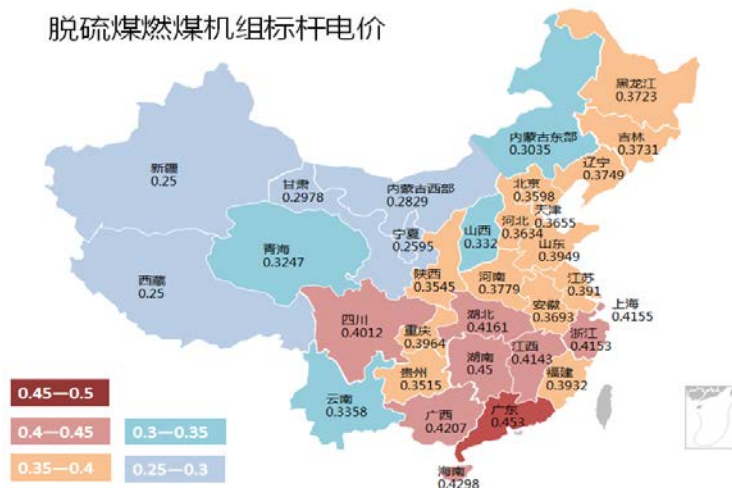 脱硫煤燃煤机组标杆电价
黑龙江
0.3723
内蒙古东部
0.3035
吉林
0.3731
辽宁
0.3749
新疆
0.25
甘肃
0.2978
内蒙古西部
0.2829
北京
0.3598
天津
0.3655
河北
0.3634
宁夏
0.2595
山西
0.332
山东
0.3949
青海
0.3247
西藏
0.25
陕西
0.3545
河南
0.3779
江苏
0.391
安徽
0.3693
上海
0.4155
四川
0.4012
重庆
0.3964
湖北
0.4161
浙江
0.4153
湖南
0.45
江西
0.4143
贵州
0.3515
福建
0.3932
云南
0.3358
广西
0.4207
广东
0.453
海南
0.4298
0.45—0.5
0.4—0.45
0.3—0.35
0.35—0.4
0.25—0.3